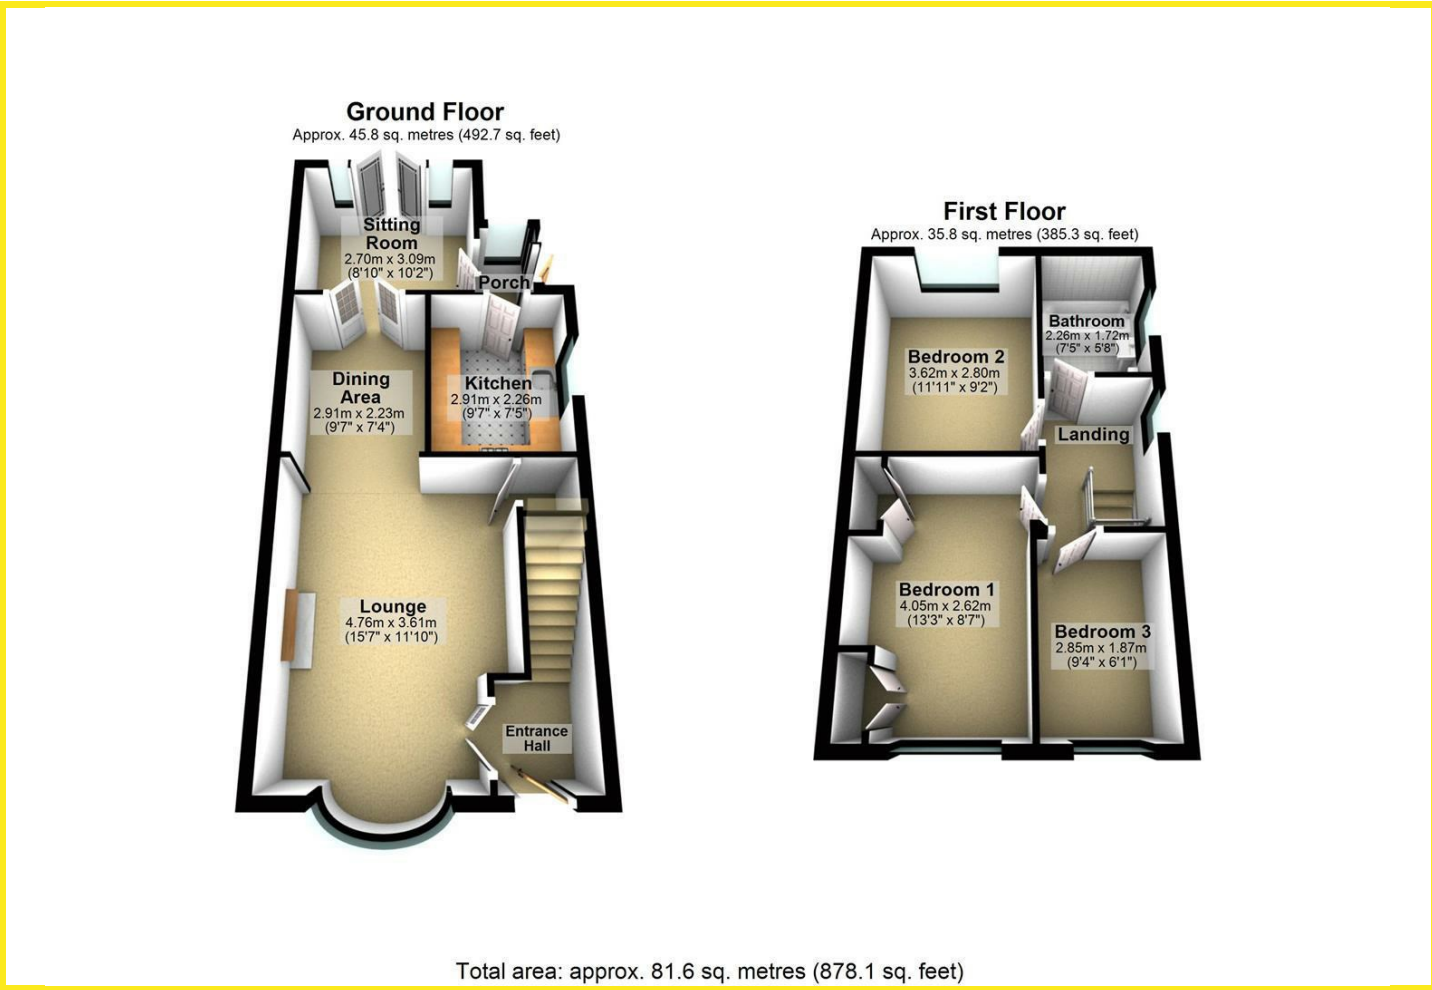 Ground Floor
Approx. 45.8 sq. metres (492.7 sq. feet)
Sitting
Room
2.70m x 3.09m
(8'10" x 10'2")
Porch
Dining
Area
2.91m x 2.23m
(9'7" x 7'4")
Kitchen
2.91m x 2.26m
(9'7" x 7'5")
Lounge
4.76m x 3.61m
(15'7" x 11'10")
Entrance
Hall
First Floor
Approx. 35.8 sq. metres (385.3 sq. feet)
Bathroom
2.26m x 1.72m
(7'5" x 5'8")
Bedroom 2
3.62m x 2.80m
(11'11" x 9'2")
Landing
Bedroom 1
4.05m x 2.62m
(13'3" x 8'7")
Bedroom 3
2.85m x 1.87m
(9'4" x 6'1")
Total area: approx. 81.6 sq. metres (878.1 sq. feet)